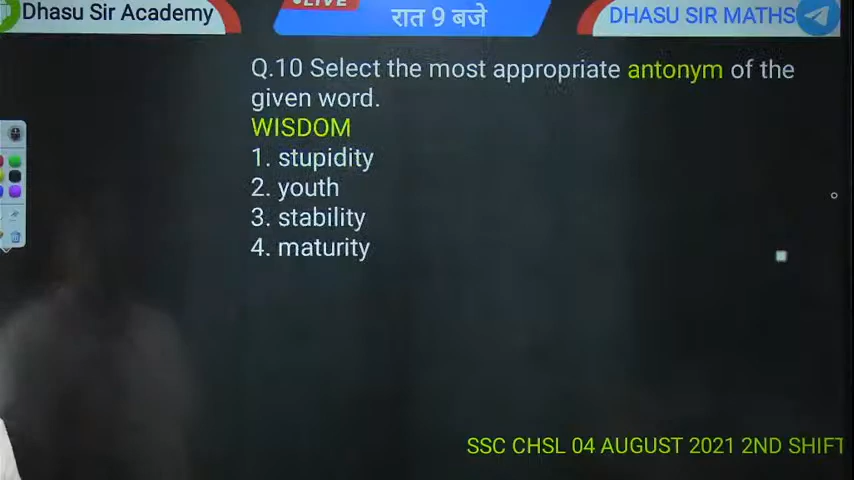 Dhasu Sir Academy
LIVE
रात 9 बजे
DHASU SIR MATHS
Q.10 Select the most appropriate antonym of the
given word.
WISDOM
1. stupidity
2. youth
3. stability
4. maturity
SSC CHSL 04 AUGUST 2021 2ND SHIFT